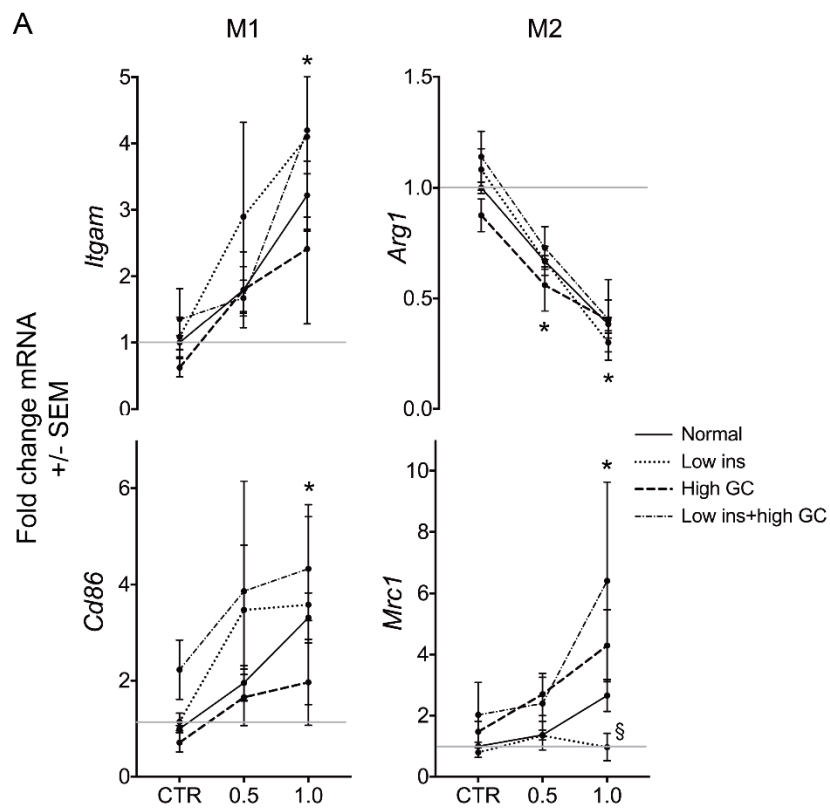 A
M1
M2
Fold change mRNA
+/- SEM
Itgam
5
4
3
2
1
0
*
Arg1
1.5
1.0
0.5
0.0
*
*
Cd86
6
4
2
0
*
CTR
0.5
1.0
Mrc1
10
8
6
4
2
0
*
§
CTR
0.5
1.0
Normal
Low ins
High GC
Low ins+high GC